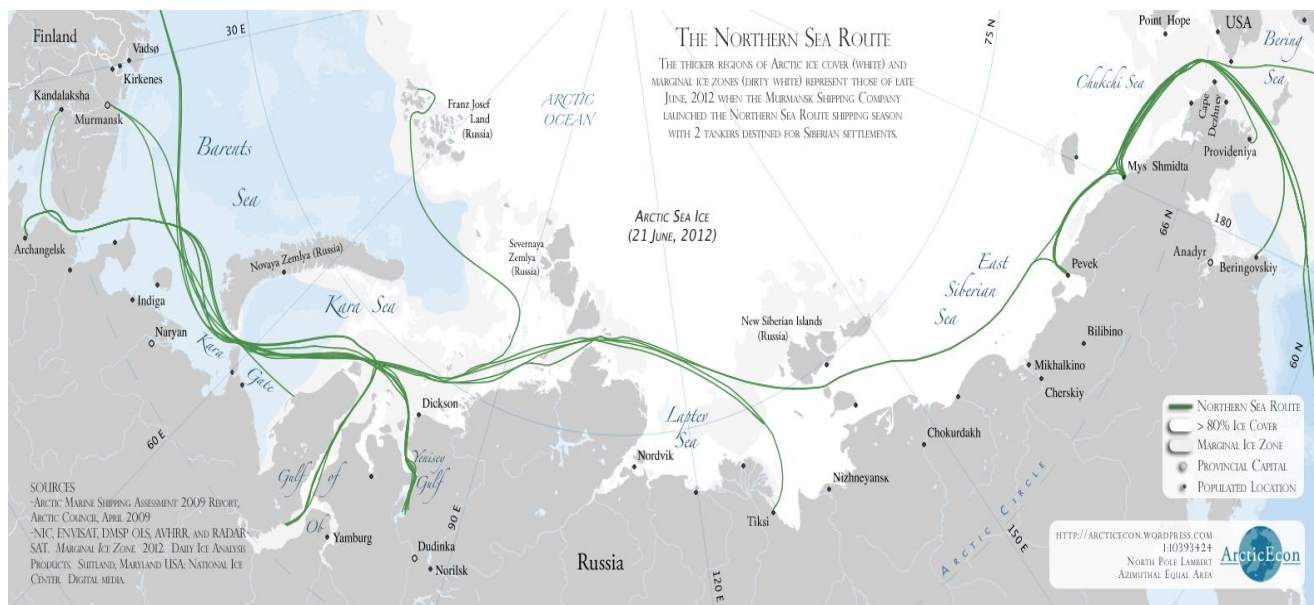 THE NORTHERN SEA ROUTE
THE THICKER REGIONS OF ARCTIC ICE COVER (WHITE) AND
MARGINAL ICE ZONES (DIRTY WHITE) REPRESENT THOSE OF LATE
JUNE, 2012 WHEN THE MURMANSK SHIPPING COMPANY
LAUNCHED THE NORTHERN SEA ROUTE SHIPPING SEASON
WITH 2 TANKERS DESTINED FOR SIBERIAN SETTLEMENTS.
Finland
30 E
Vadsø
Kirkenes
Kandalaksha
Murmansk
Barents
Sea
Franz Josef
Land
(Russia)
ARCTIC
OCEAN
75 N
Point Hope
USA
Bering
Sea
Chukchi Sea
Cape
Dezhnev
Provideniya
Mys Shmidta
ARCTIC SEA ICE
(21 JUNE, 2012)
Archangelsk
Novaya Zemlya (Russia)
Severnaya
Zemlya
(Russia)
Kara Sea
Indiga
Naryan
Kara
Gate
60 E
66 N
180
Anadyr
Beringovskiy
Pevek
East
Siberian
Sea
New Siberian Islands
(Russia)
Bilibino
Mikhalkino
Cherskiy
60 N
Dickson
Laptev
Sea
Chokurdakh
Nordvik
Nizhneyansk
Yenisey
Gulf
Gulf of
Ob
Yamburg
90 E
Dudinka
Norilsk
Russia
Tiksi
120 E
ARCTIC CIRCLE
150 E
NORTHERN SEA ROUTE
> 80% ICE COVER
MARGINAL ICE ZONE
PROVINCIAL CAPITAL
POPULATED LOCATION
SOURCES
-ARCTIC MARINE SHIPPING ASSESSMENT 2009 REPORT,
ARCTIC COUNCIL, APRIL 2009
-NIC, ENVISAT, DMSP OLS, AVHRR, AND RADAR
SAT. MARGINAL ICE ZONE. 2012. DAILY ICE ANALYSIS
PRODUCTS. SUITLAND, MARYLAND USA: NATIONAL ICE
CENTER. DIGITAL MEDIA.
HTTP://ARCTICECON.WORDPRESS.COM
1:10393424
NORTH POLE LAMBERT
AZIMUTHAL EQUAL AREA
ArcticEcon